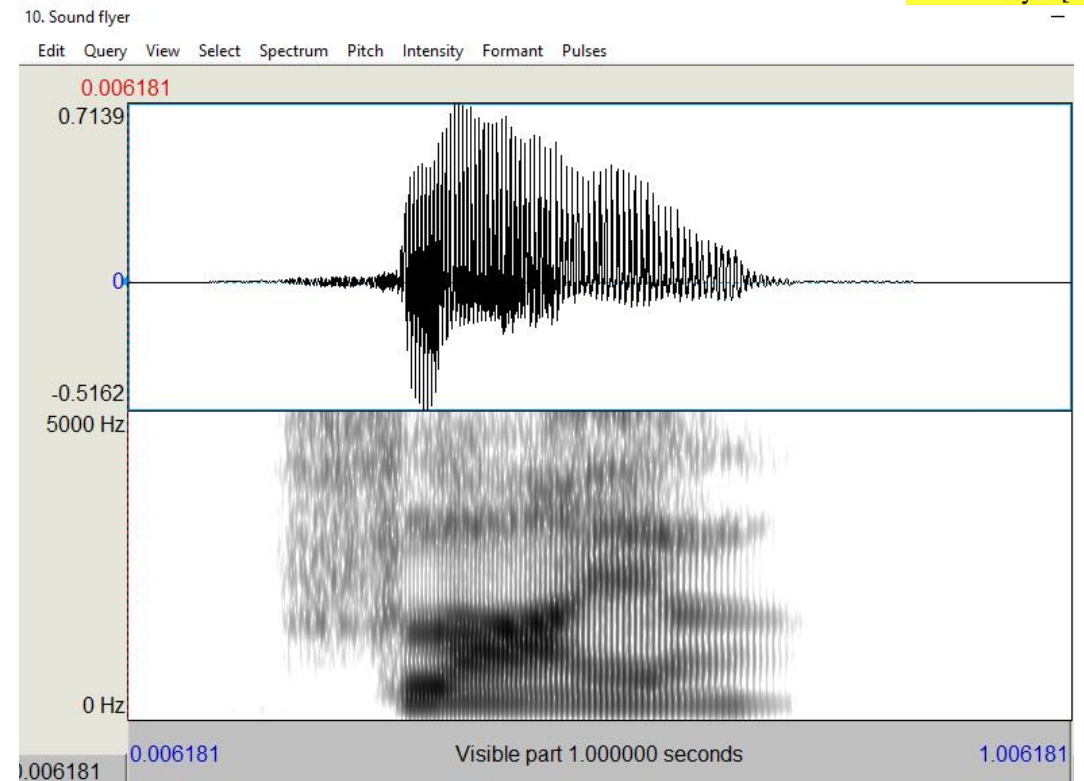 10. Sound flyer
Edit Query View Select Spectrum Pitch Intensity Formant Pulses
0.006181
0.7139
0
-0.5162
5000 Hz
0 Hz
0.006181 Visible part 1.000000 seconds 1.006181